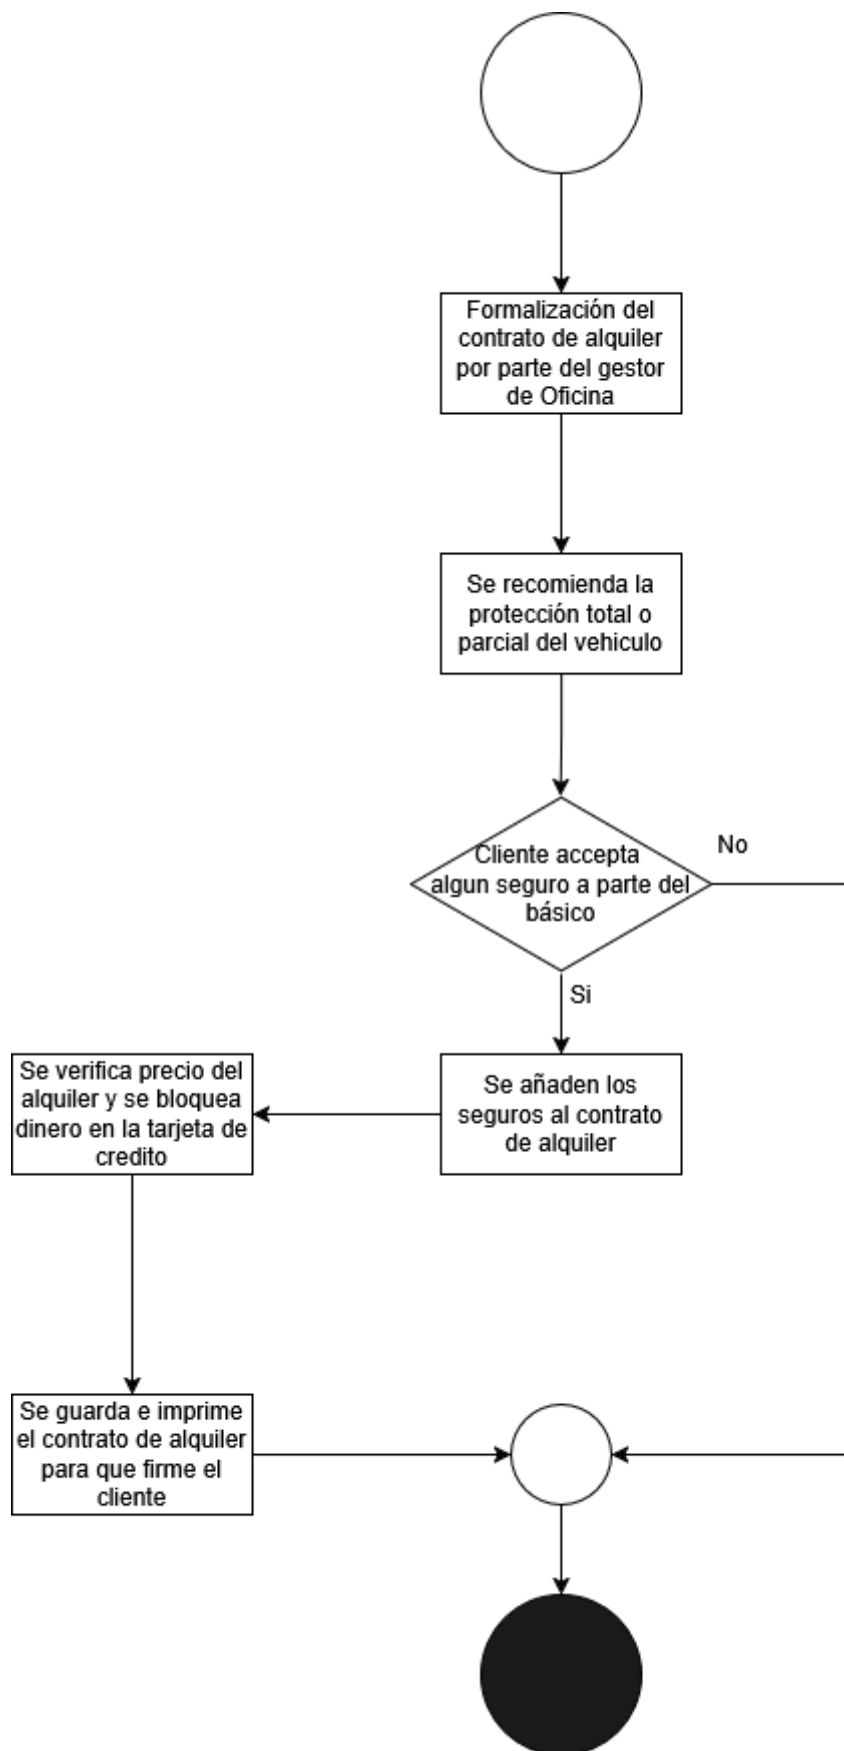 Formalización del
contrato de alquiler
por parte del gestor
de Oficina
Se recomienda la
protección total o
parcial del vehiculo
Cliente accepta
algun seguro a parte del
básico
No
Si
Se añaden los
seguros al contrato
de alquiler
Se verifica precio del
alquiler y se bloquea
dinero en la tarjeta de
credito
Se guarda e imprime
el contrato de alquiler
para que firme el
cliente